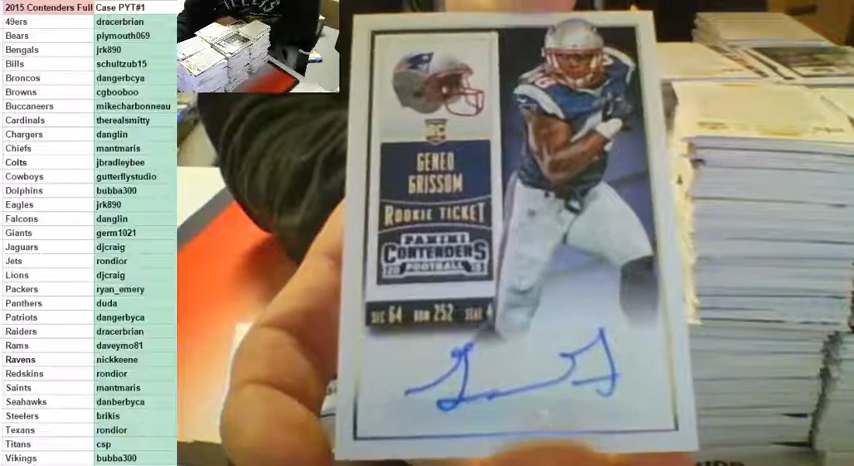 2015 Contenders Full Case PYT#1
49ers dracerbrian
Bears plymouth069
Bengals jrk890
Bills schultzub15
Broncos dangerbcya
Browns cgbooboo
Buccaneers mikecharbonneau
Cardinals therealsmitty
Chargers danglin
Chiefs mantmaris
Colts jbradleybee
Cowboys gutterflystudio
Dolphins bubba300
Eagles jrk890
Falcons danglin
Giants germ1021
Jaguars djcraig
Jets rondior
Lions djcraig
Packers ryan_emery
Panthers duda
Patriots dangerbyca
Raiders dracerbrian
Rams daveymo81
Ravens nickkeene
Redskins rondior
Saints mantmaris
Seahawks danberbyca
Steelers brikis
Texans rondior
Titans csp
Vikings bubba300
RC
GENEO
GRISSOM
ROOKIE TICKET
PANINI
CONTENDERS
FOOTBALL
SEC 64 ROW 252 SEAT 4